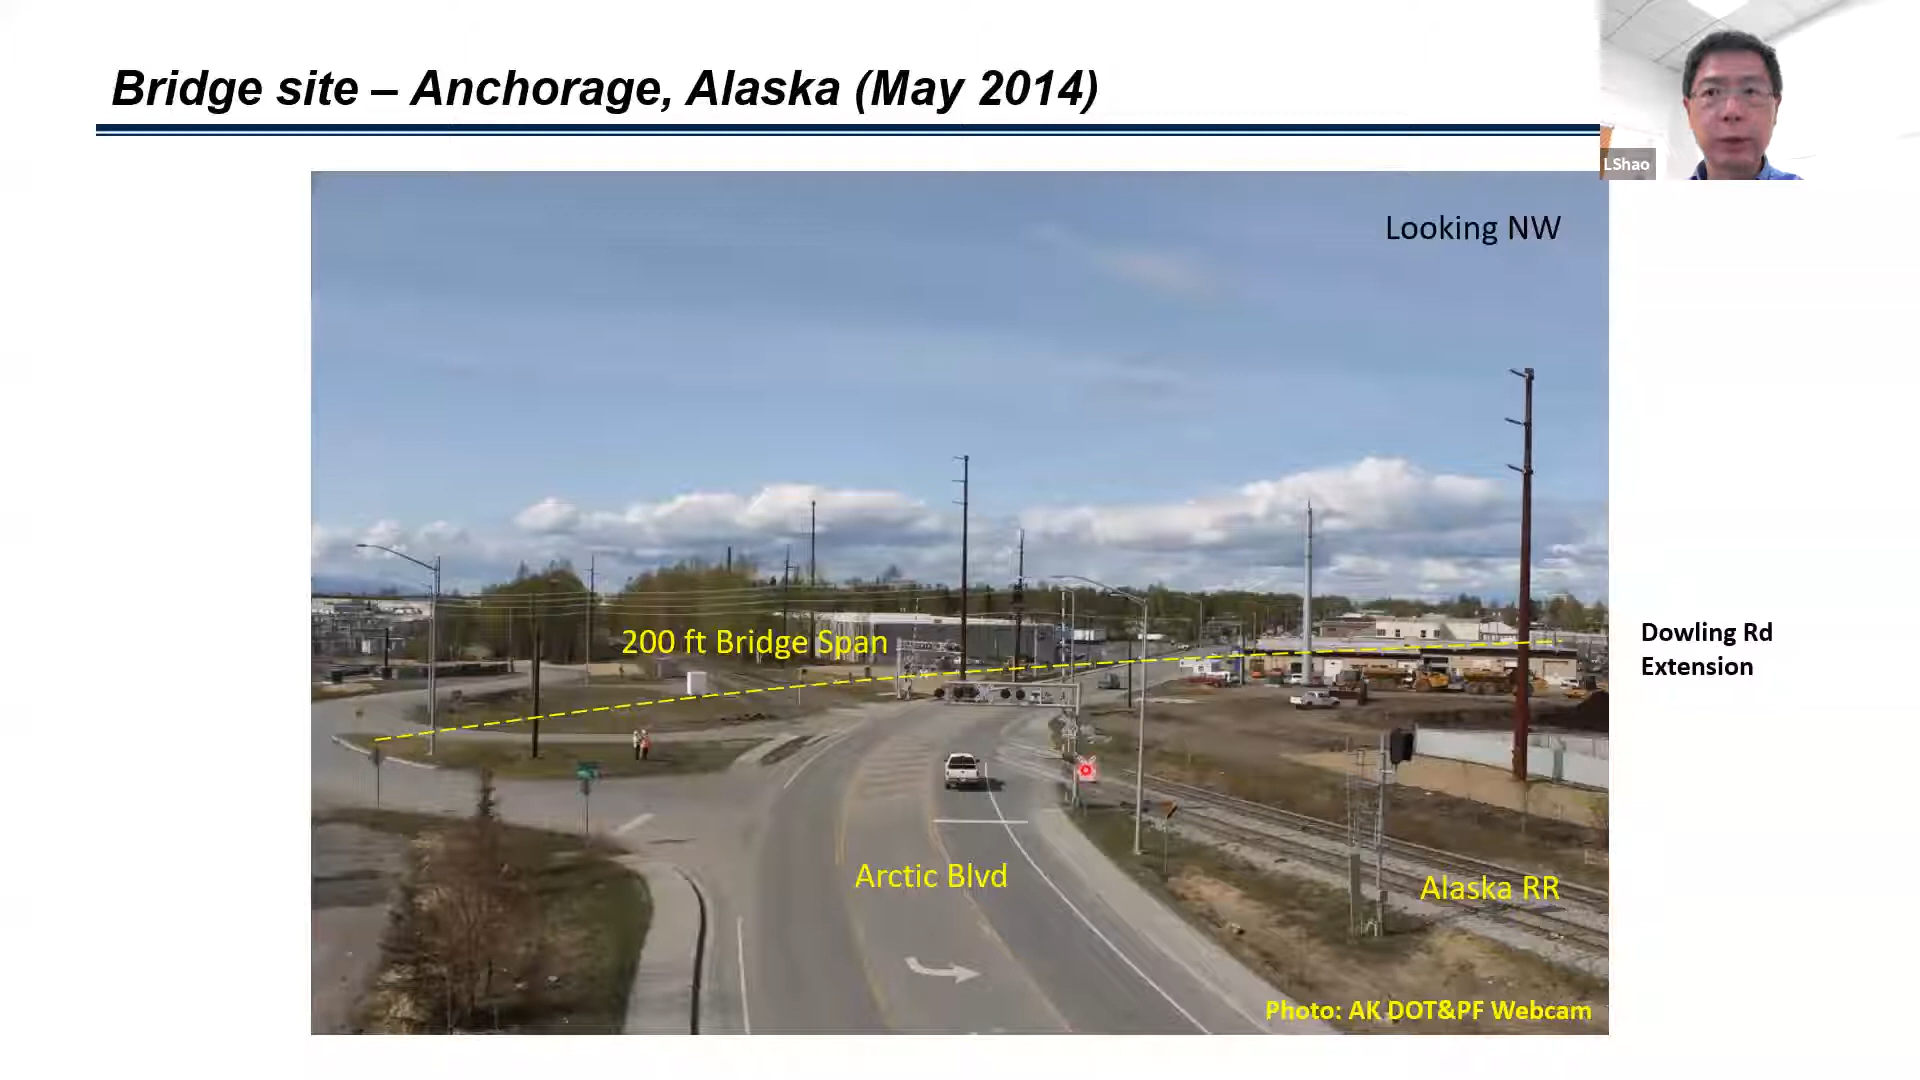 Bridge site – Anchorage, Alaska (May 2014)
LShao
Looking NW
200 ft Bridge Span
Dowling Rd
Extension
Arctic Blvd
Alaska RR
Photo: AK DOT&PF Webcam